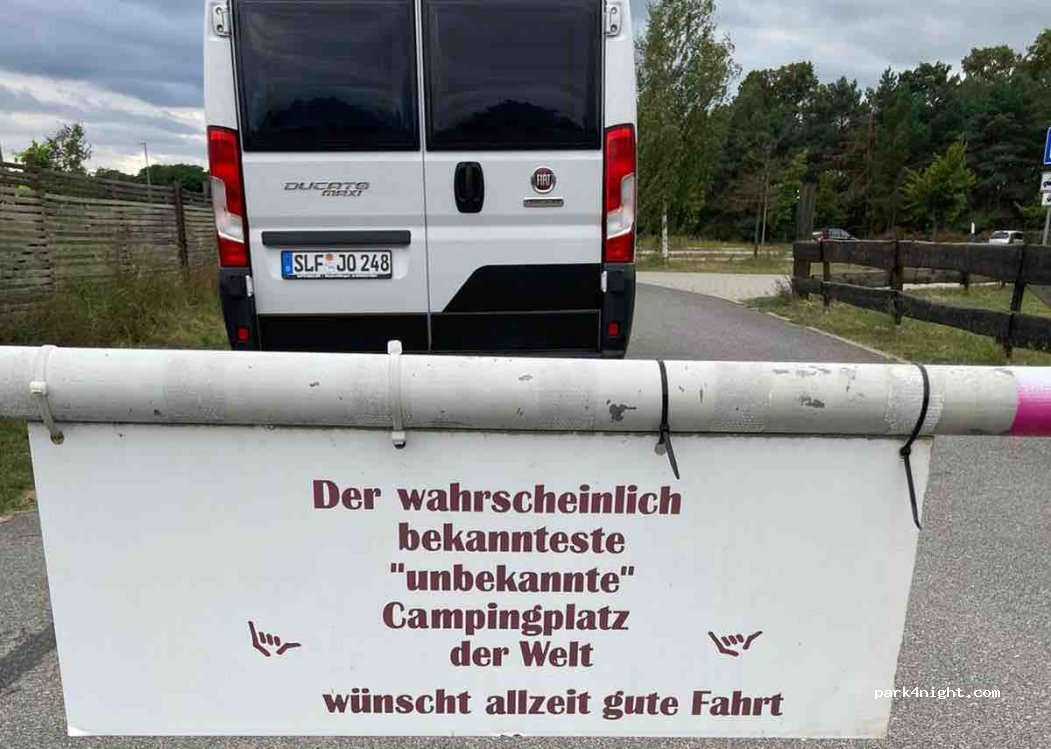 DUCATO
MAXI
FIAT
SLF JO 248
Der wahrscheinlich
bekannteste
"unbekannte"
Campingplatz
der Welt
wünscht allzeit gute Fahrt
park4night.com